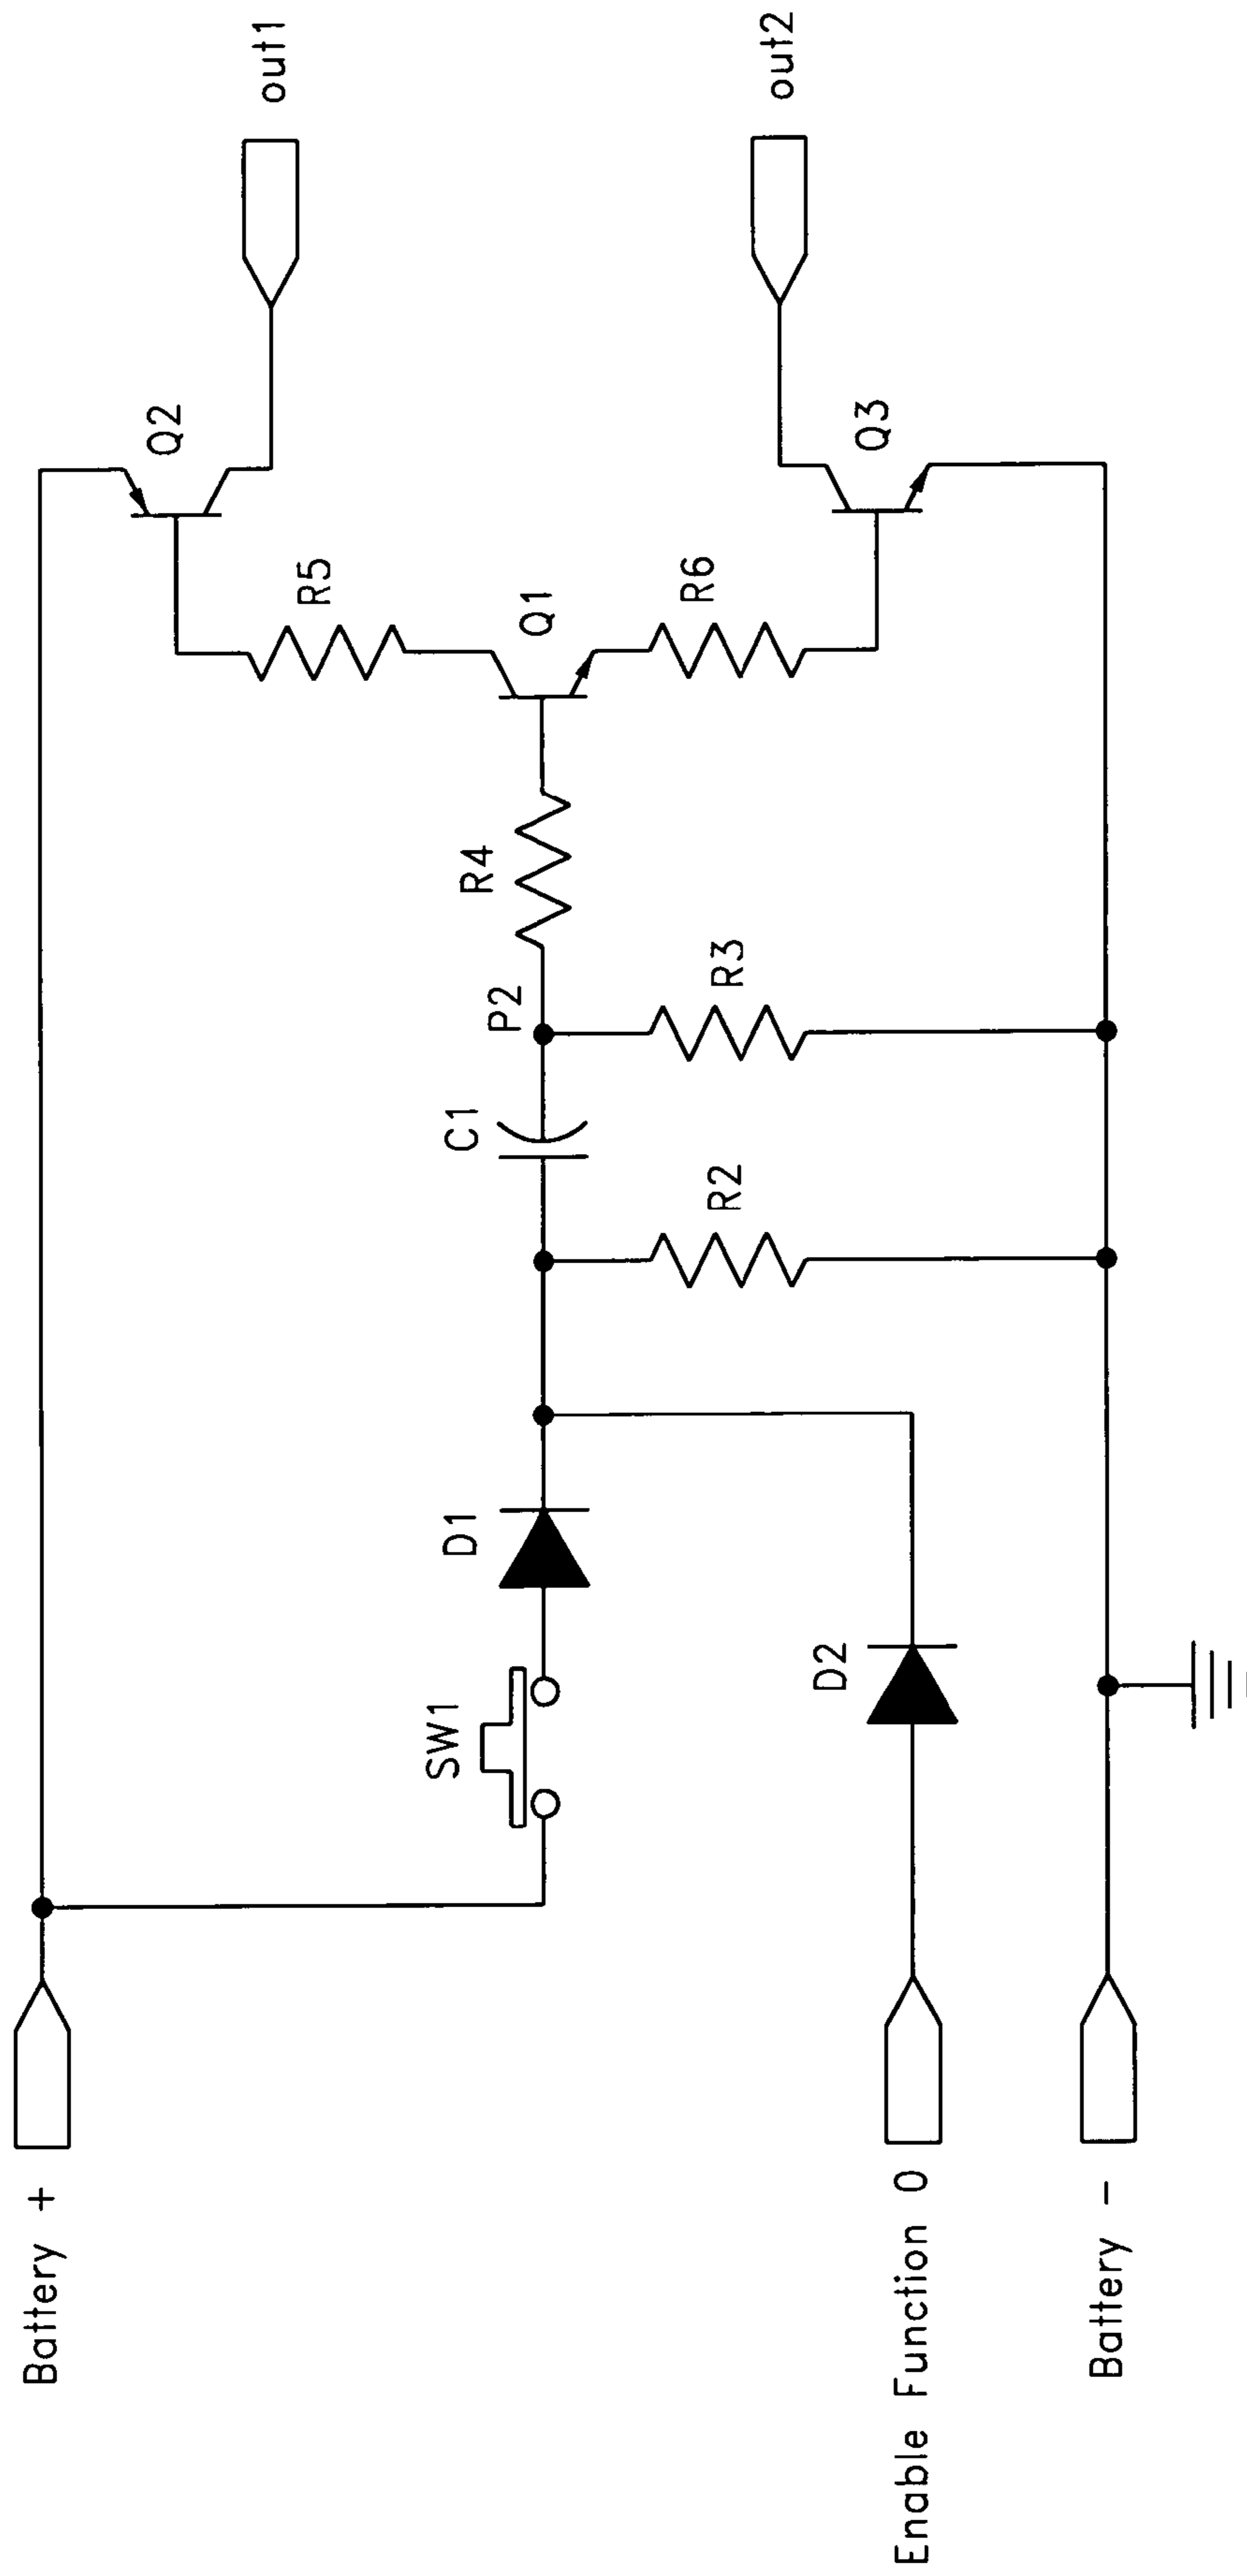 Battery +
SW1
D1
C1
P2
R4
R5
Q1
Q2
out1
R2
R3
R6
Q3
out2
D2
Enable Function 0
Battery -